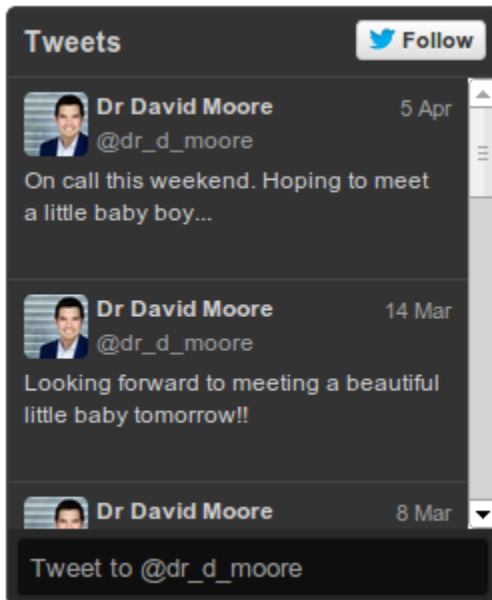 Tweets
Follow
Dr David Moore
5 Apr
@dr_d_moore
On call this weekend. Hoping to meet
a little baby boy...
Dr David Moore
14 Mar
@dr_d_moore
Looking forward to meeting a beautiful
little baby tomorrow!!
Dr David Moore
8 Mar
Tweet to @dr_d_moore